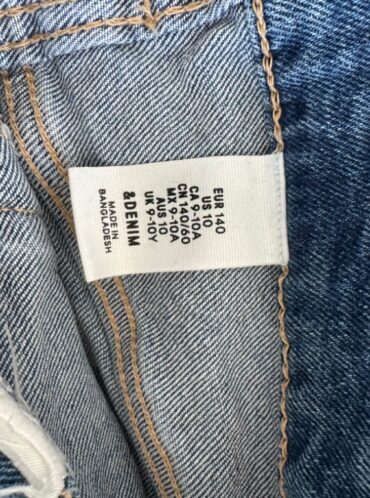 EUR 140
US 10
CA 9-10A
CN 140/60
MX 9-10A
AUS 10
UK 9-10Y
&DENIM
MADE IN
BANGLADESH